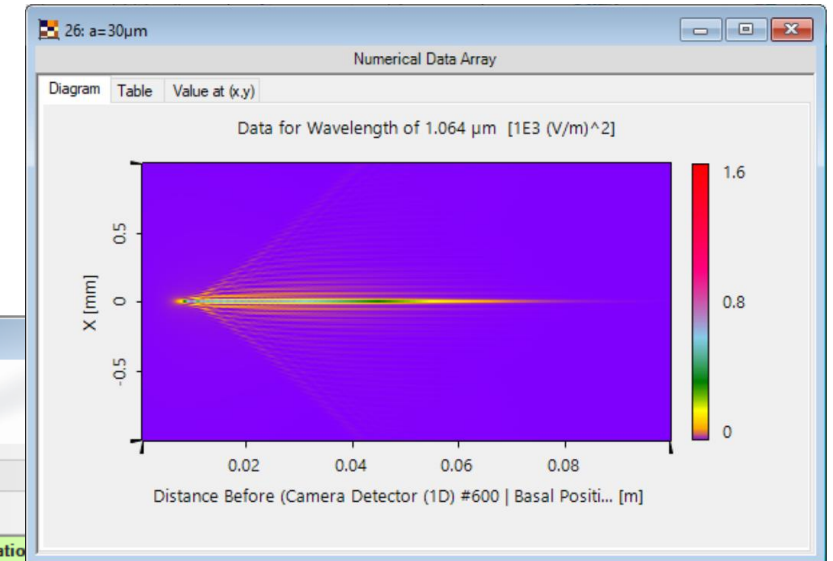 26: a=30µm
Numerical Data Array
Diagram Table Value at (x,y)
Data for Wavelength of 1.064 µm [1E3 (V/m)^2]
1.6
0.8
0
X [mm]
0.5
0
-0.5
0.02 0.04 0.06 0.08
Distance Before (Camera Detector (1D) #600 | Basal Positi... [m]